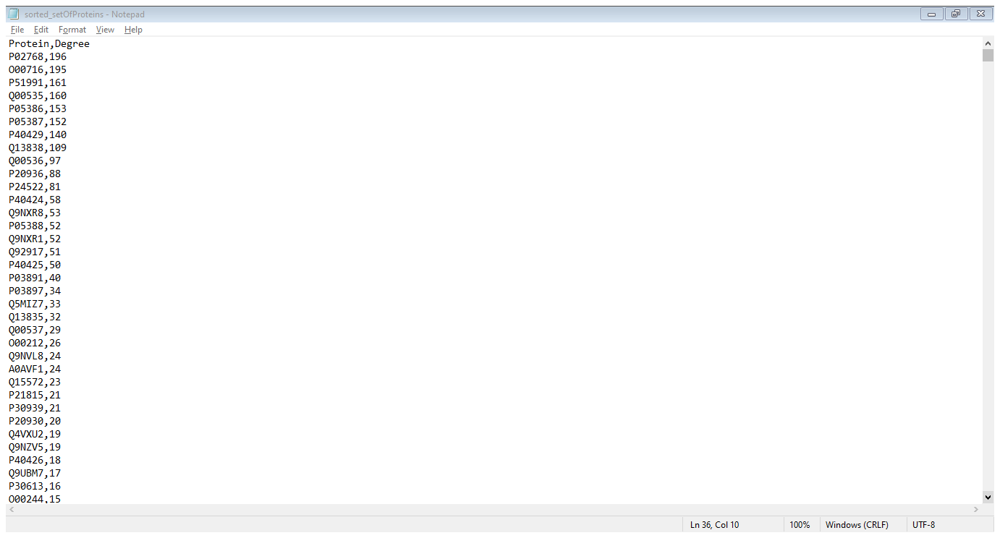 sorted_setOfProteins - Notepad
File Edit Format View Help
Protein,Degree
P02768,196
O00716,195
P51991,161
Q00535,160
P05386,153
P05387,152
P40429,140
Q13838,109
Q00536,97
P20936,88
P24522,81
P40424,58
Q9NXR8,53
P05388,52
Q9NXR1,52
Q92917,51
P40425,50
P03891,40
P03897,34
Q5MIZ7,33
Q13835,32
Q00537,29
O00212,26
Q9NVL8,24
A0AVF1,24
Q15572,23
P21815,21
P30939,21
P20930,20
Q4VXU2,19
Q9NZV5,19
P40426,18
Q9UBM7,17
P30613,16
O00244,15
Ln 36, Col 10 100% Windows (CRLF) UTF-8